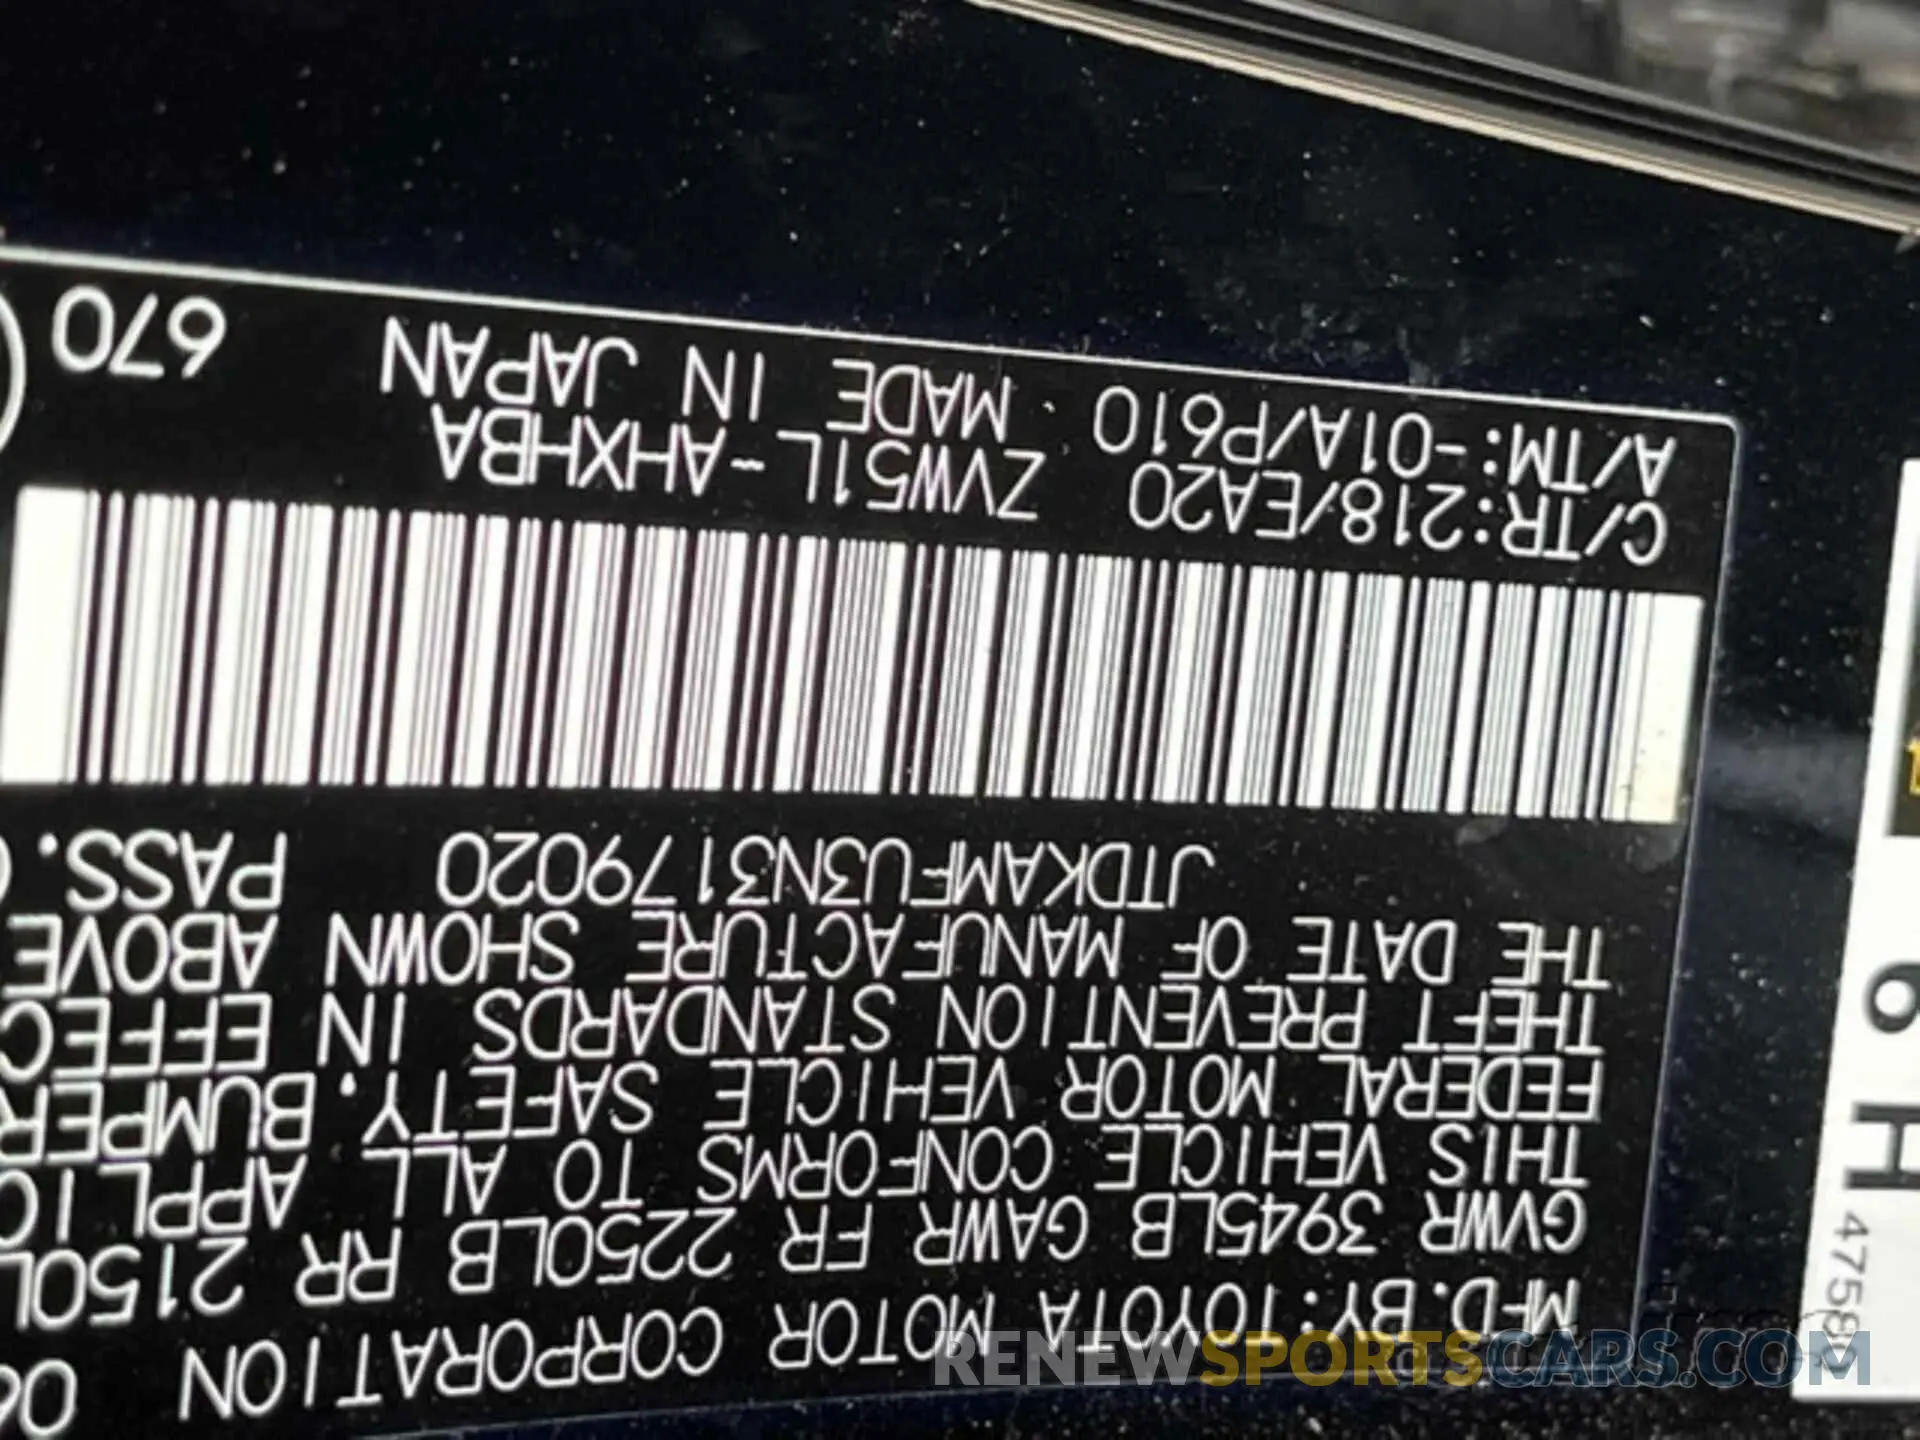 MFD.BY:TOYOTA MOTOR CORPORATION 06
GVWR 3945LB GAWR FR 2250LB RR 2150L
THIS VEHICLE CONFORMS TO ALL APPLIC
FEDERAL MOTOR VEHICLE SAFETY,BUMPER
THEFT PREVENTION STANDARDS IN EFFEC
THE DATE OF MANUFACTURE SHOWN ABOVE
JTDKAMFU3N3179020 PASS.
C/TR:218/EA20 ZVW51L-AHXHBA
A/TM:-01A/P610 · MADE IN JAPAN 670
6H
RENEWSPORTSCARS.COM